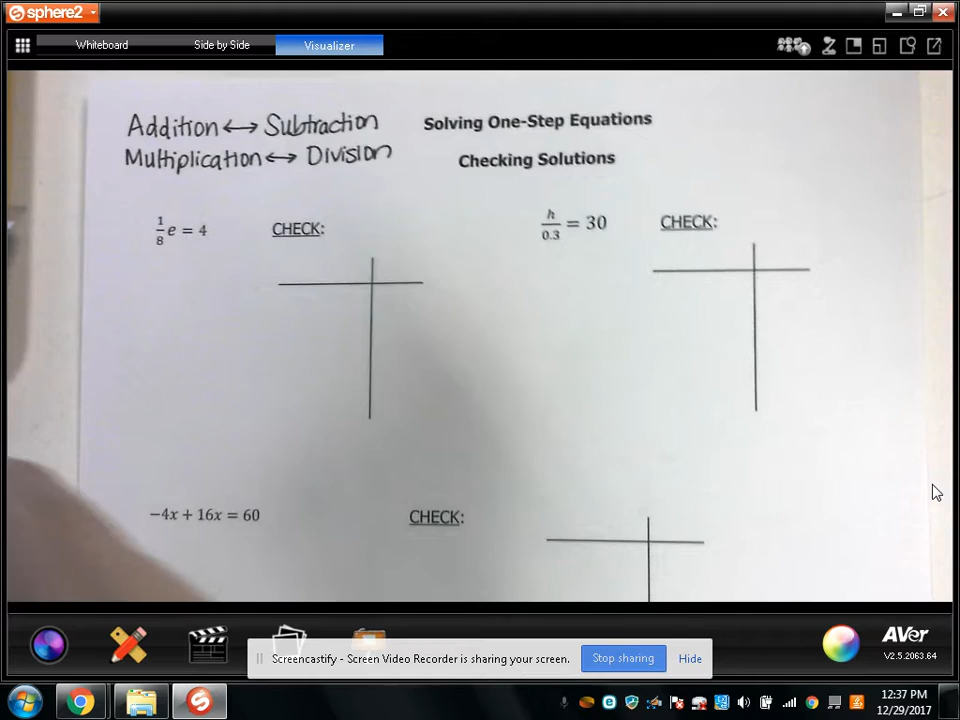 sphere2
Whiteboard
Side by Side
Visualizer
Addition ↔ Subtraction
Multiplication ↔ Division
Solving One-Step Equations
Checking Solutions
1/8 e = 4
CHECK:
h/0.3 = 30
CHECK:
−4x + 16x = 60
CHECK:
Screencastify - Screen Video Recorder is sharing your screen.
Stop sharing
Hide
AVer
V2.5.2063.64
12:37 PM
12/29/2017